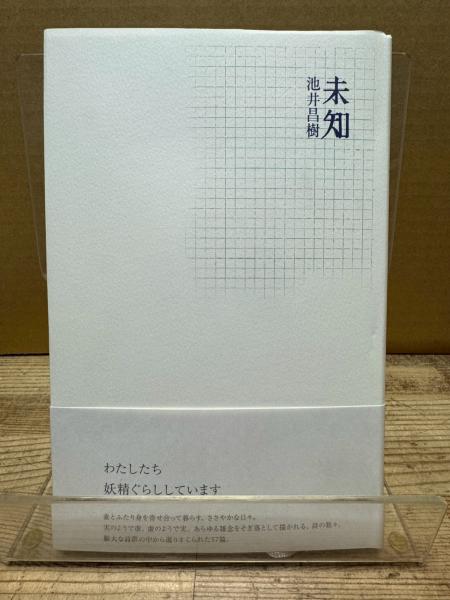 未知
池井昌樹
わたしたち
妖精ぐらししています
妻とふたり身を寄せ合って暮らす、ささやかな日々。
実のようで虚、虚のようで実。あらゆる雑念をそぎ落として描かれる、詩の数々。
膨大な詩群の中から選りすぐられた57篇。